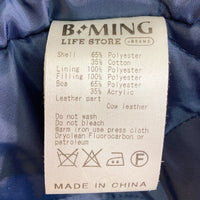 B·MING
LIFE STORE by BEAMS
Shell 65% Polyester
35% Cotton
Lining 100% Polyester
Filling 100% Polyester
Boa 65% Polyester
35% Acrylic
Leather part
Cow leather
Do not wash
Do not bleach
Warm iron use press cloth
Dryclean Fluorocarbon or
petroleum
F
MADE IN CHINA